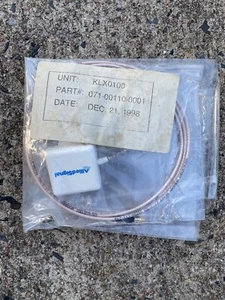 UNIT: KLX0100
PART#: 071-00110-0001
DATE: DEC. 21, 1998
AlliedSignal